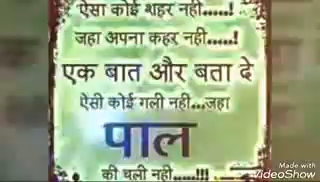 ऐसा कोई शहर नही.....!
जहा अपना कहर नही.....!
एक बात और बता दे
ऐसी कोई गली नही...जहा
पाल
की चली नही.....!!!
Made with
VideoShow